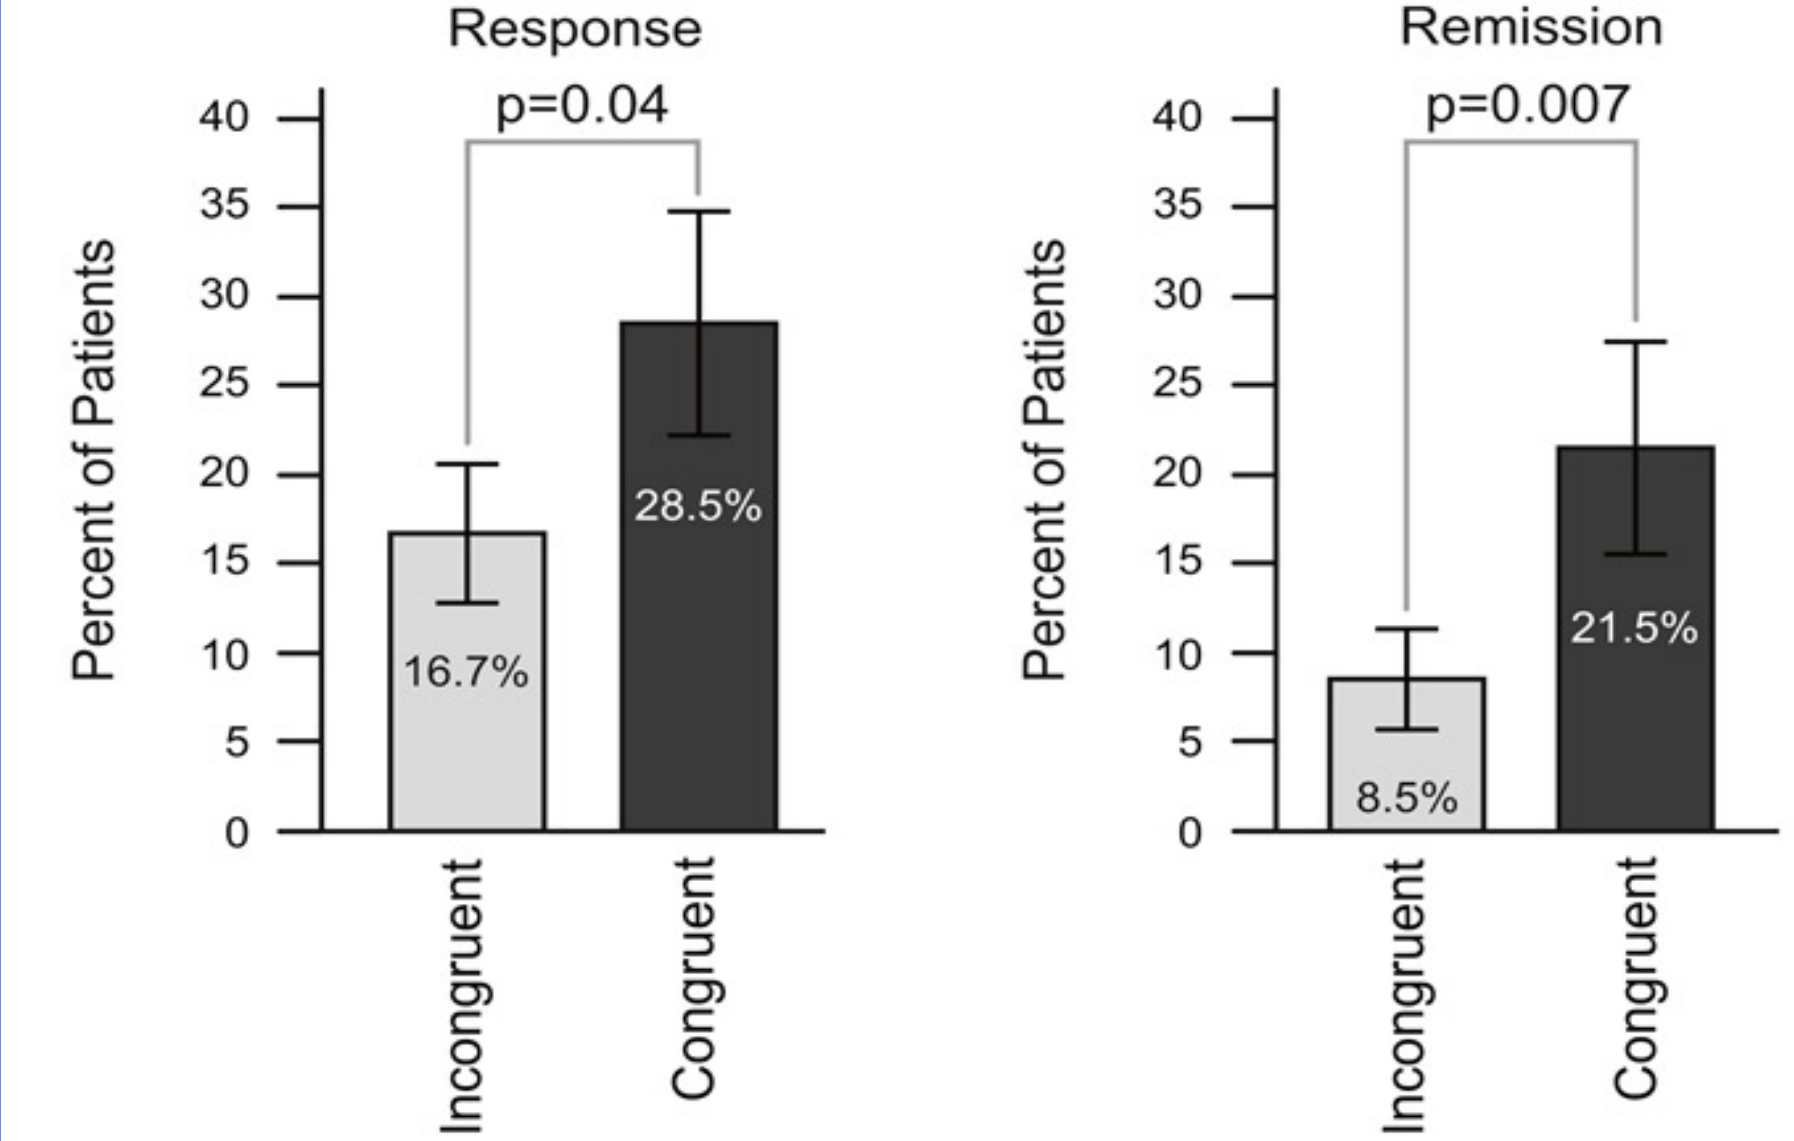 Response
p=0.04
40
35
30
25
20
15
10
5
0
Percent of Patients
16.7%
28.5%
Incongruent
Congruent
Remission
p=0.007
40
35
30
25
20
15
10
5
0
Percent of Patients
8.5%
21.5%
Incongruent
Congruent